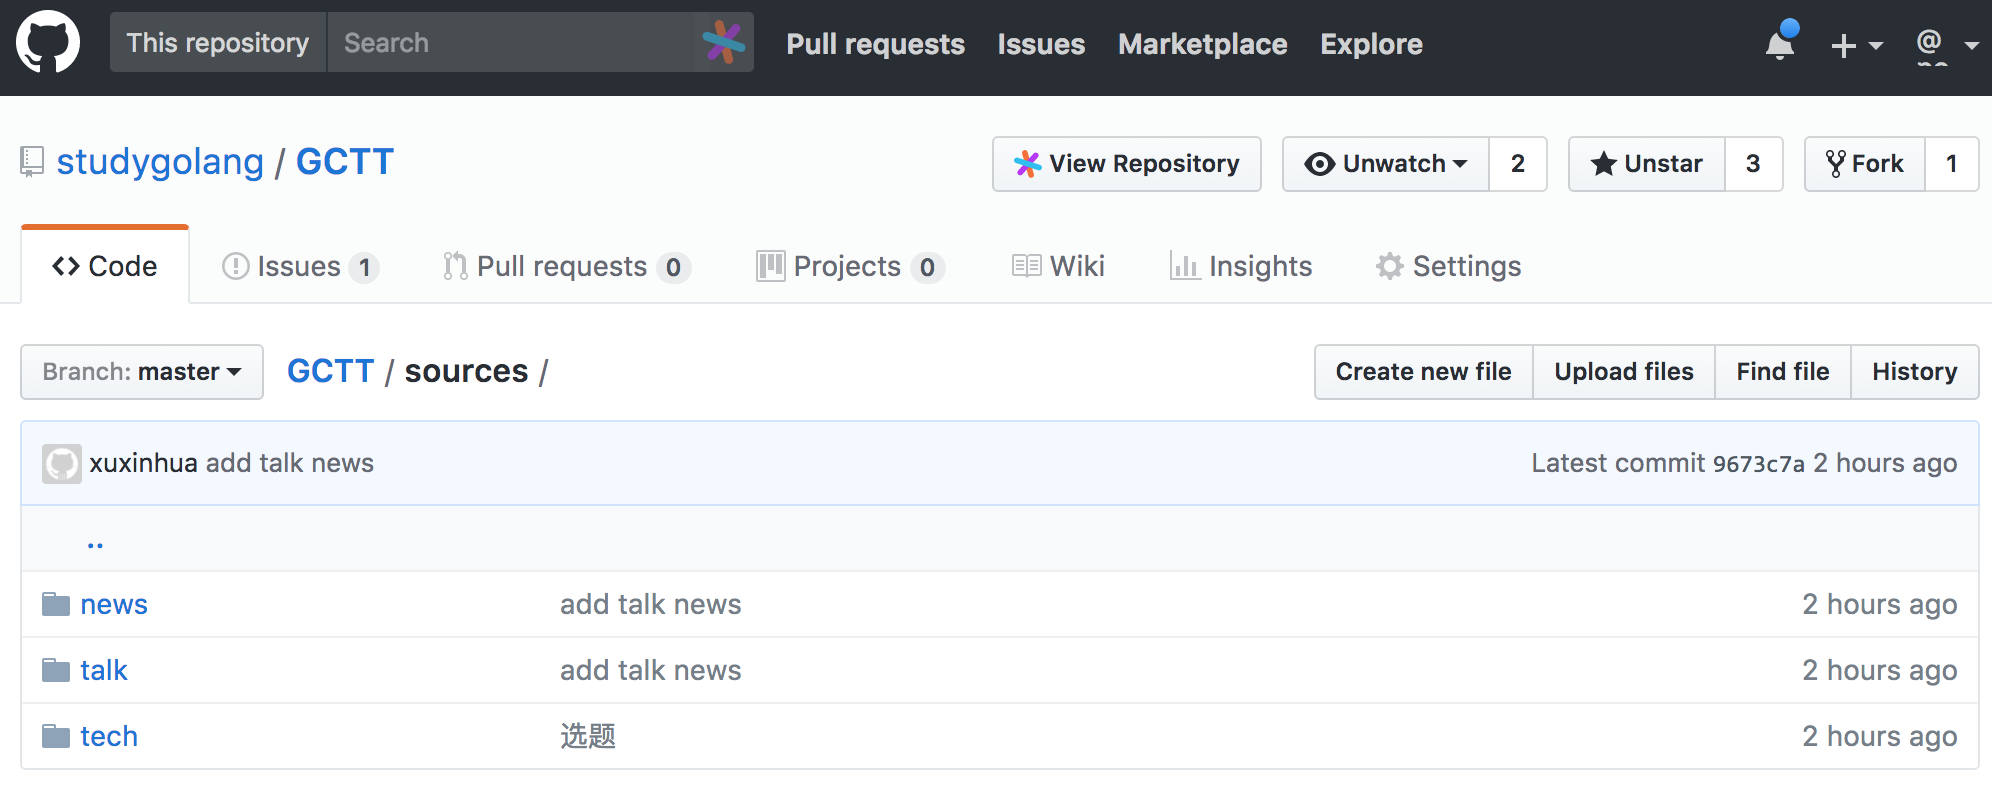 This repository Search Pull requests Issues Marketplace Explore @
studygolang / GCTT View Repository Unwatch 2 Unstar 3 Fork 1
Code Issues 1 Pull requests 0 Projects 0 Wiki Insights Settings
Branch: master GCTT / sources / Create new file Upload files Find file History
xuxinhua add talk news Latest commit 9673c7a 2 hours ago
..
news add talk news 2 hours ago
talk add talk news 2 hours ago
tech 选题 2 hours ago